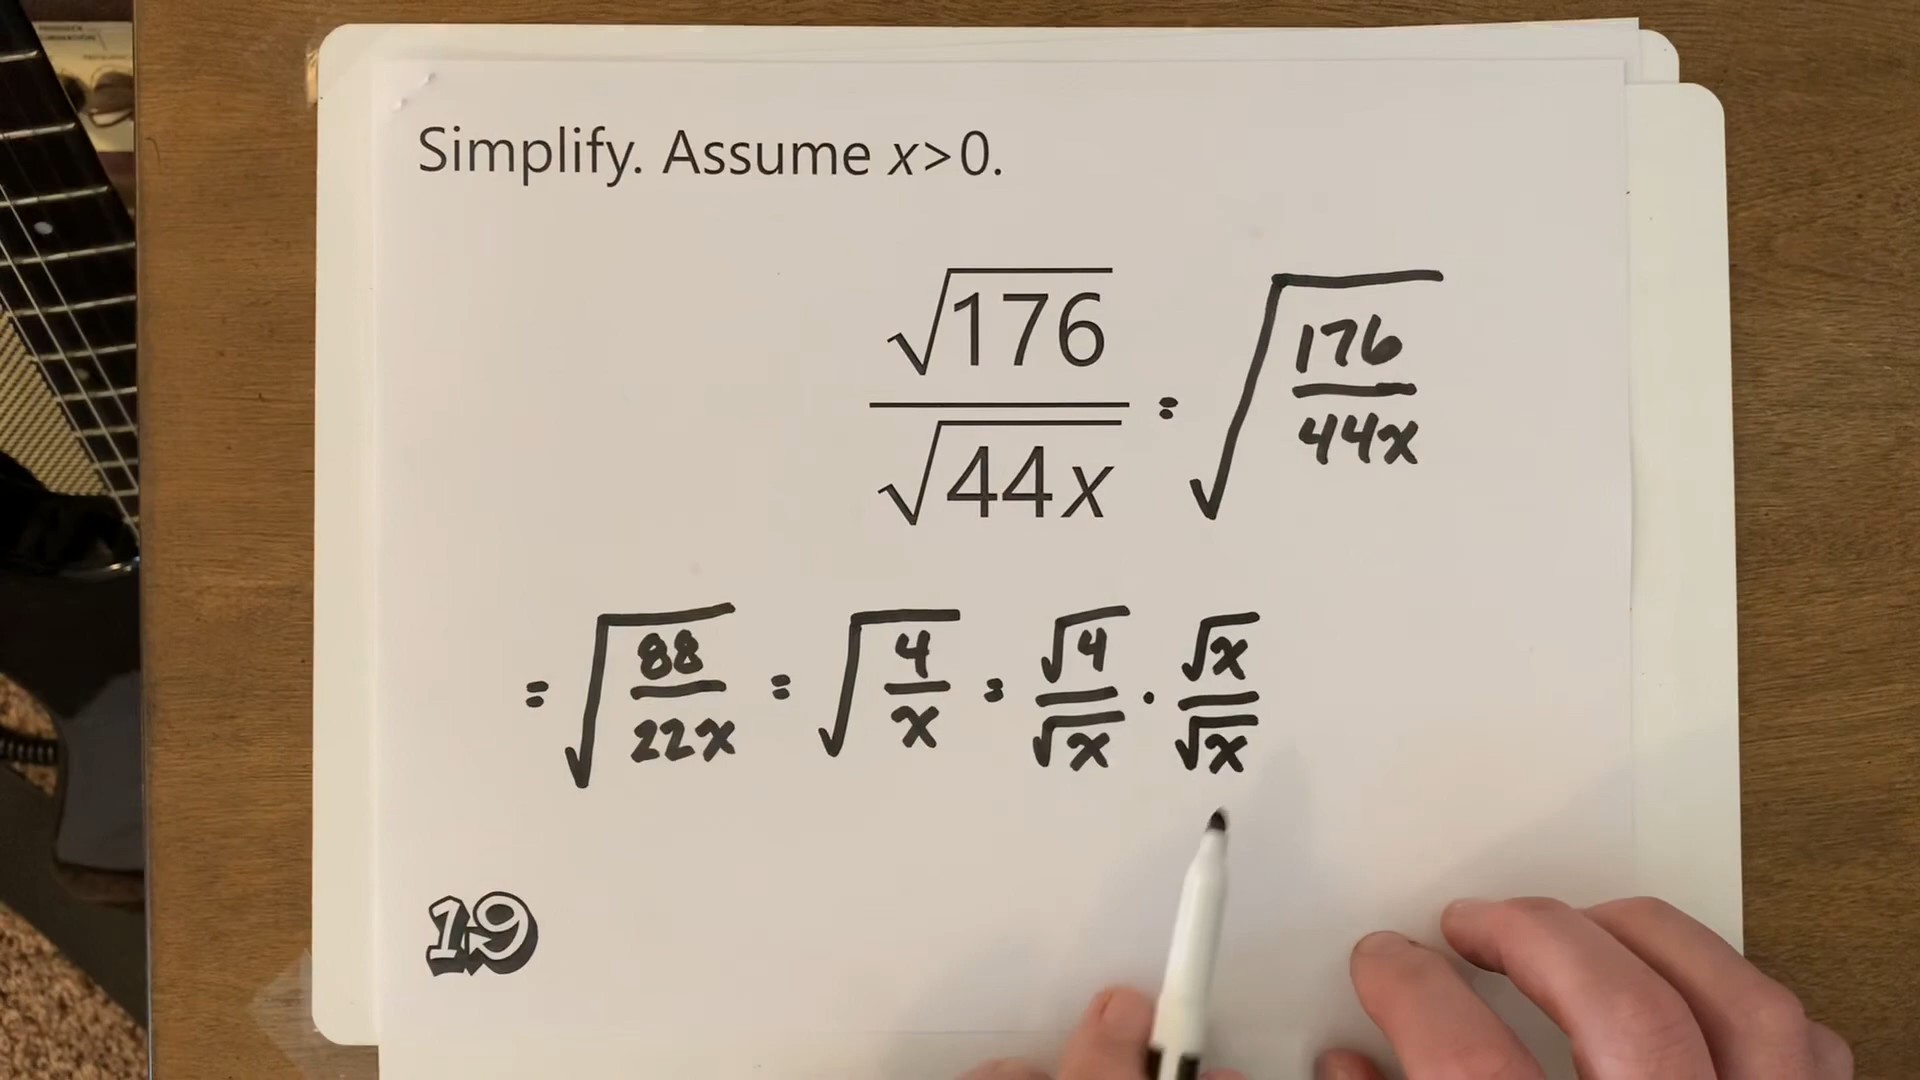 Simplify. Assume x>0.
√176 / √44x = √(176 / 44x)
= √(88 / 22x) = √(4 / x) = √4 / √x · √x / √x
19